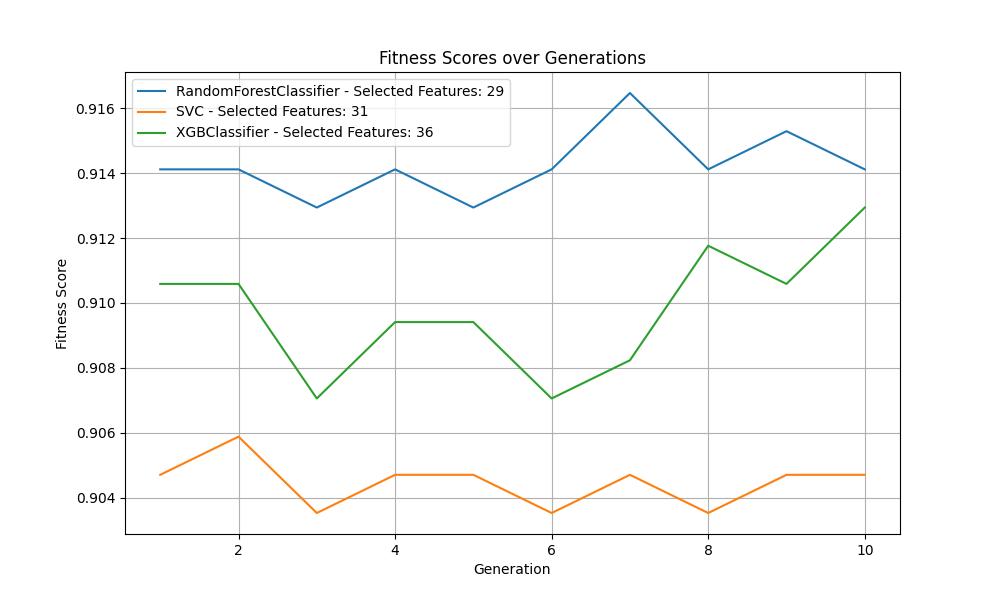 Fitness Scores over Generations
RandomForestClassifier - Selected Features: 29
SVC - Selected Features: 31
XGBClassifier - Selected Features: 36
Fitness Score
0.916
0.914
0.912
0.910
0.908
0.906
0.904
2
4
6
8
10
Generation